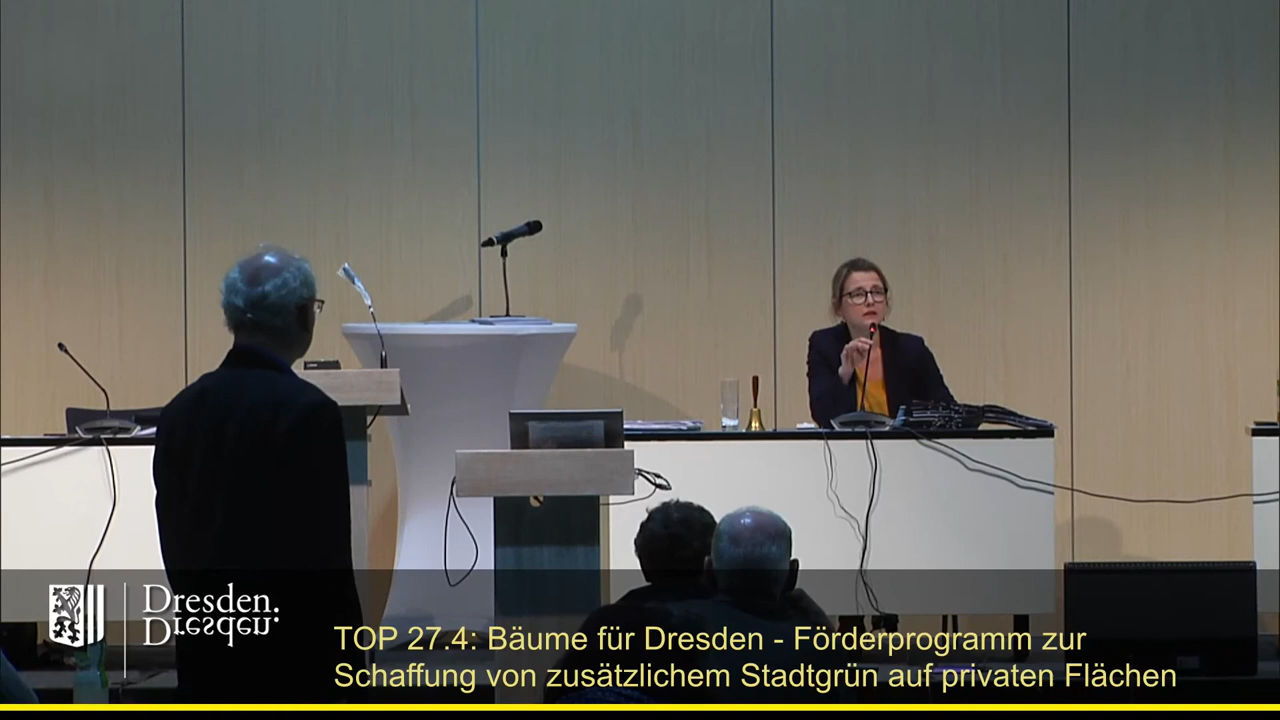 Dresden.
Dresden.
TOP 27.4: Bäume für Dresden - Förderprogramm zur
Schaffung von zusätzlichem Stadtgrün auf privaten Flächen